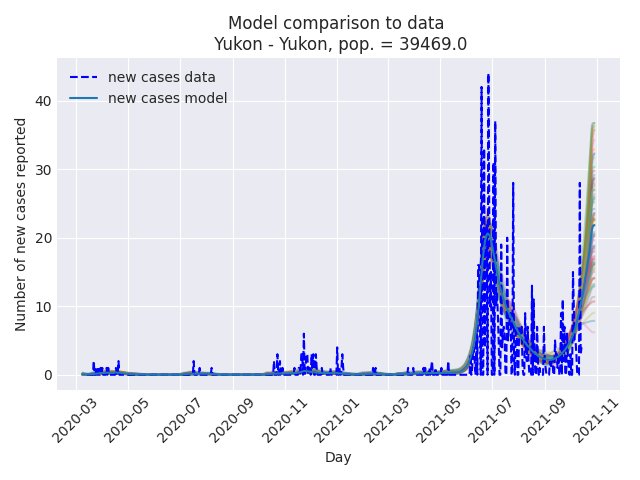 Model comparison to data
Yukon - Yukon, pop. = 39469.0
new cases data
new cases model
Number of new cases reported
40
30
20
10
0
2020-03
2020-05
2020-07
2020-09
2020-11
2021-01
2021-03
2021-05
2021-07
2021-09
2021-11
Day